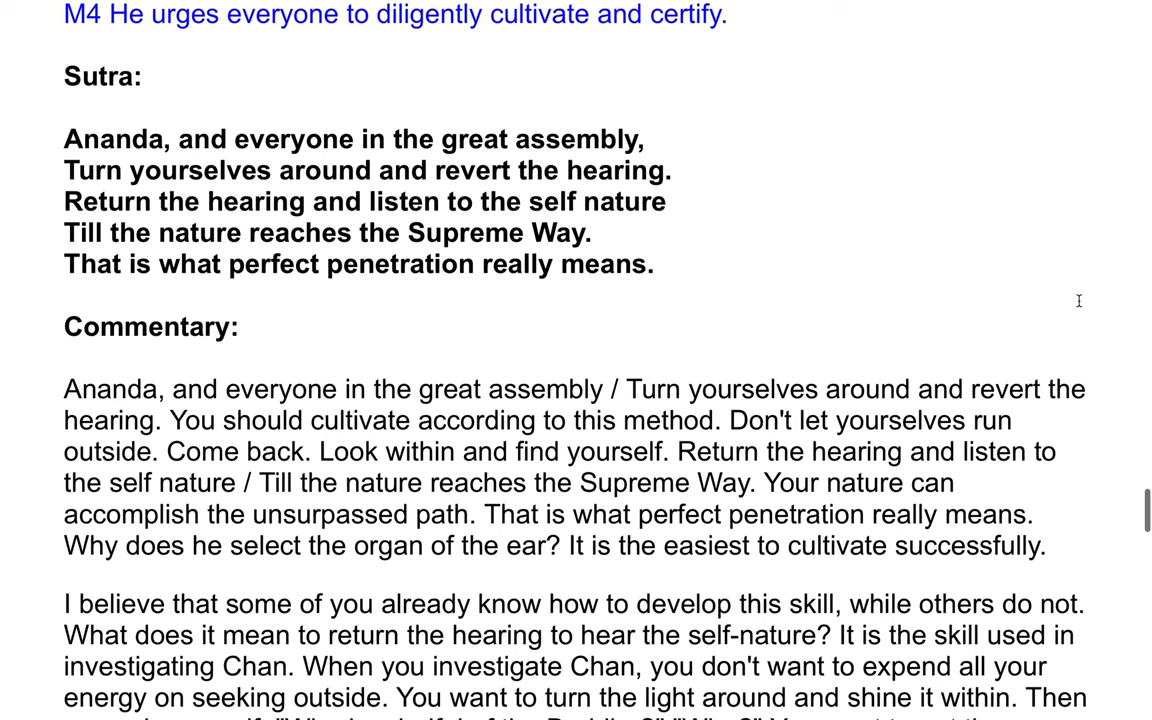 M4 He urges everyone to diligently cultivate and certify.
Sutra:
Ananda, and everyone in the great assembly,
Turn yourselves around and revert the hearing.
Return the hearing and listen to the self nature
Till the nature reaches the Supreme Way.
That is what perfect penetration really means.
Commentary:
Ananda, and everyone in the great assembly / Turn yourselves around and revert the
hearing. You should cultivate according to this method. Don't let yourselves run
outside. Come back. Look within and find yourself. Return the hearing and listen to
the self nature / Till the nature reaches the Supreme Way. Your nature can
accomplish the unsurpassed path. That is what perfect penetration really means.
Why does he select the organ of the ear? It is the easiest to cultivate successfully.
I believe that some of you already know how to develop this skill, while others do not.
What does it mean to return the hearing to hear the self-nature? It is the skill used in
investigating Chan. When you investigate Chan, you don't want to expend all your
energy on seeking outside. You want to turn the light around and shine it within. Then